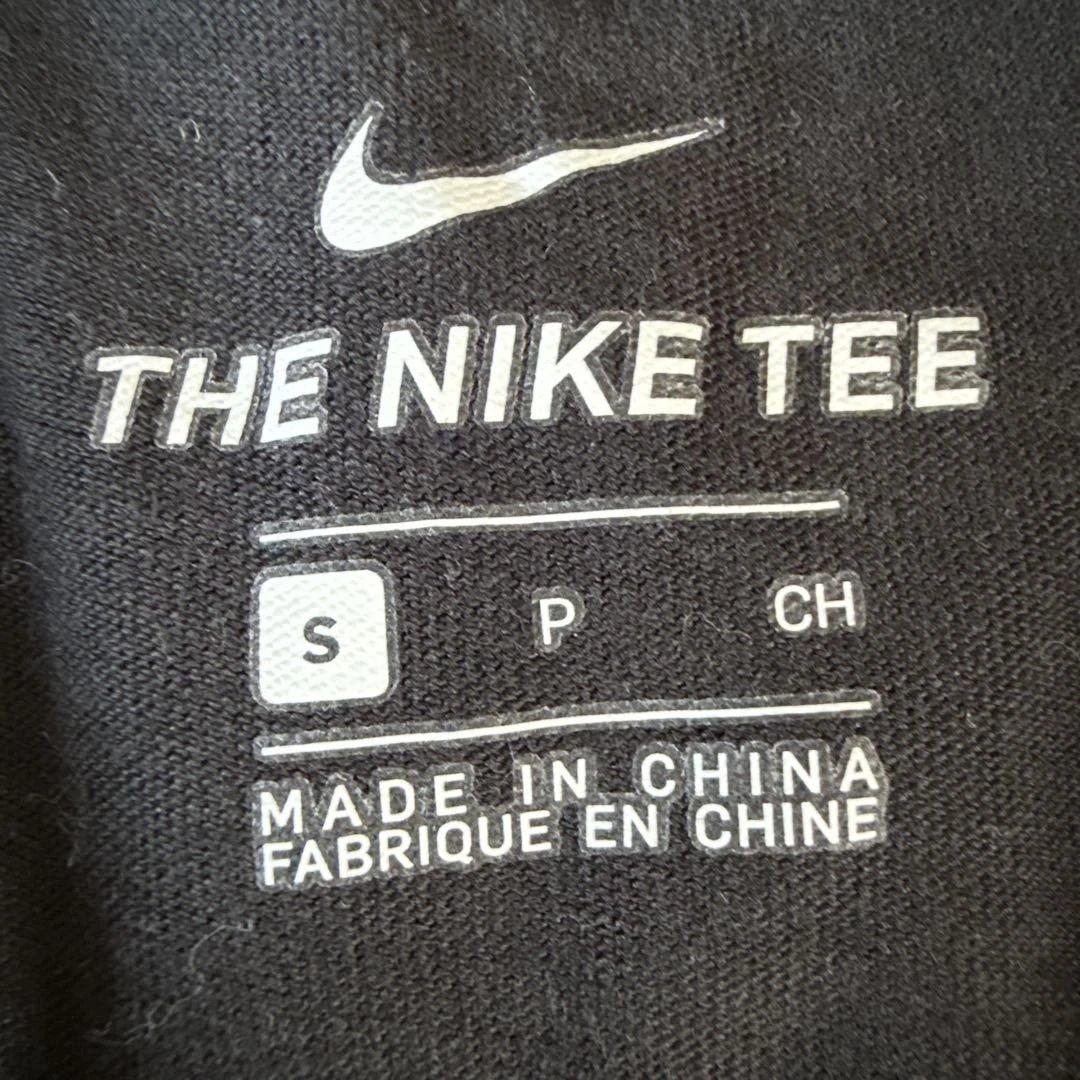 THE NIKE TEE
S P CH
MADE IN CHINA
FABRIQUE EN CHINE